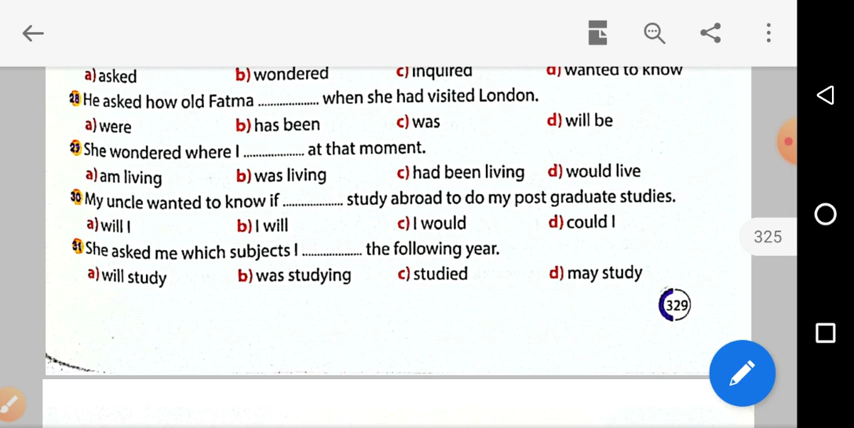 a) asked b) wondered c) inquired d) wanted to know
28 He asked how old Fatma .................... when she had visited London.
a) were b) has been c) was d) will be
29 She wondered where I .................... at that moment.
a) am living b) was living c) had been living d) would live
30 My uncle wanted to know if .................... study abroad to do my post graduate studies.
a) will I b) I will c) I would d) could I
325
31 She asked me which subjects I .................... the following year.
a) will study b) was studying c) studied d) may study
329